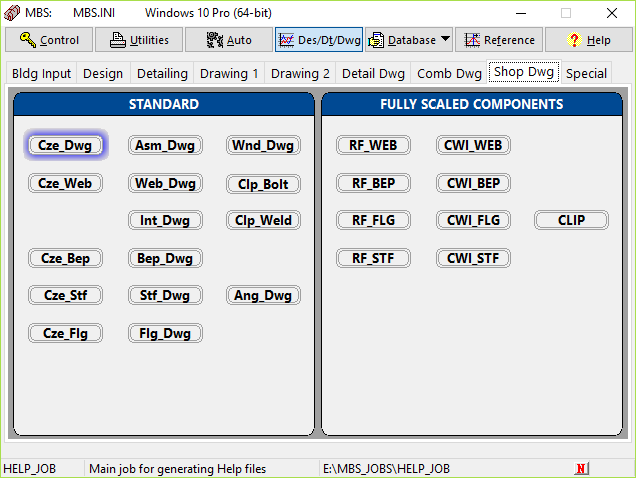 MBS: MBS.INI Windows 10 Pro (64-bit)
Control Utilities Auto Des/Dt/Dwg Database Reference Help
Bldg Input Design Detailing Drawing 1 Drawing 2 Detail Dwg Comb Dwg Shop Dwg Special
STANDARD FULLY SCALED COMPONENTS
Cze_Dwg Asm_Dwg Wnd_Dwg RF_WEB CWI_WEB
Cze_Web Web_Dwg Clp_Bolt RF_BEP CWI_BEP
Int_Dwg Clp_Weld RF_FLG CWI_FLG CLIP
Cze_Bep Bep_Dwg RF_STF CWI_STF
Cze_Stf Stf_Dwg Ang_Dwg
Cze_Flg Flg_Dwg
HELP_JOB Main job for generating Help files E:\MBS_JOBS\HELP_JOB N